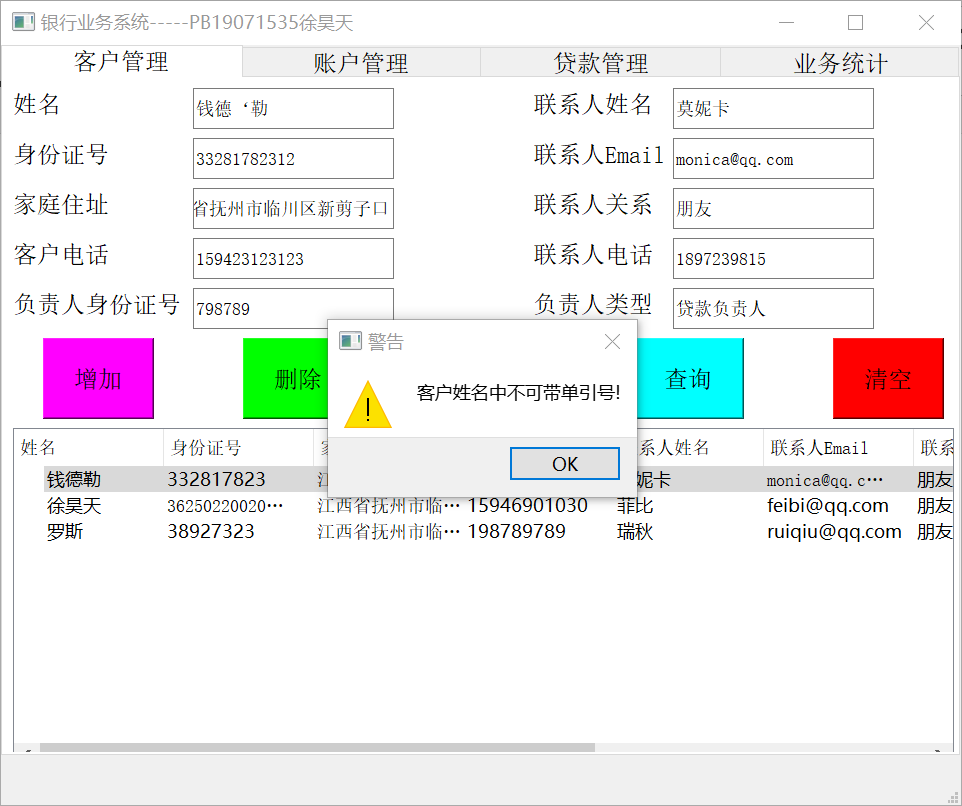 银行业务系统-----PB19071535徐昊天
客户管理 账户管理 贷款管理 业务统计
姓名 钱德‘勒 联系人姓名 莫妮卡
身份证号 33281782312 联系人Email monica@qq.com
家庭住址 省抚州市临川区新剪子口 联系人关系 朋友
客户电话 159423123123 联系人电话 1897239815
负责人身份证号 798789 负责人类型 贷款负责人
警告
客户姓名中不可带单引号!
OK
增加 删除 查询 清空
姓名 身份证号 系人姓名 联系人Email 联系
钱德勒 332817823 江 妮卡 monica@qq.c… 朋友
徐昊天 36250220020… 江西省抚州市临… 15946901030 菲比 feibi@qq.com 朋友
罗斯 38927323 江西省抚州市临… 198789789 瑞秋 ruiqiu@qq.com 朋友